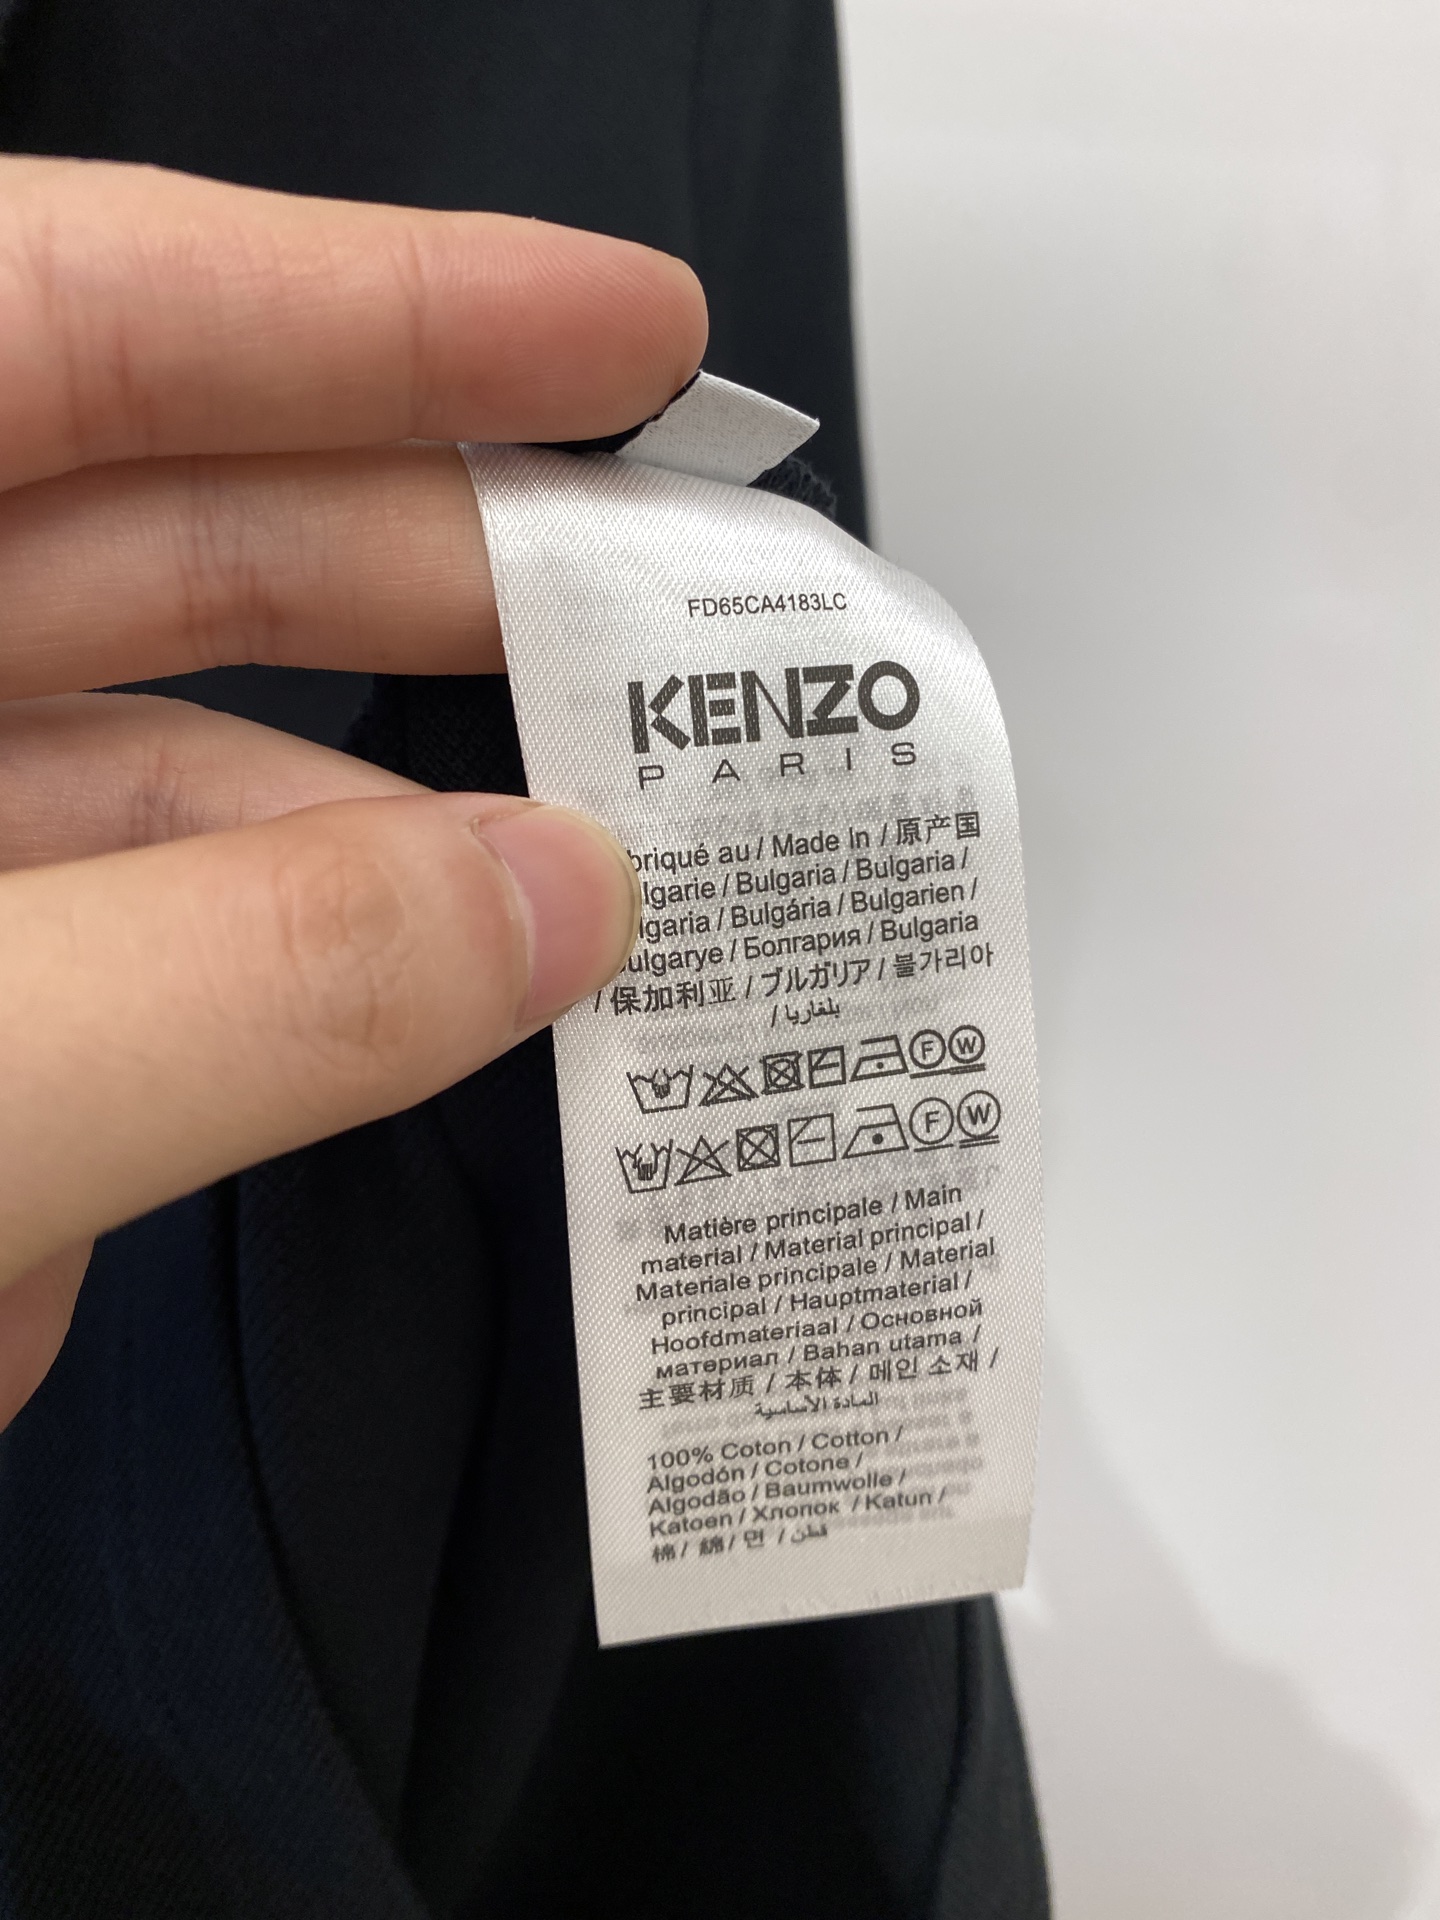 FD65CA4183LC
KENZO
PARIS
briqué au / Made In / 原产国
lgarie / Bulgaria / Bulgaria /
lgaria / Bulgária / Bulgarien /
ulgarye / Болгария / Bulgaria
/ 保加利亚 / ブルガリア / 불가리아
/ بلغاريا
F W
F W
Matière principale / Main
material / Material principal /
Materiale principale / Material
principal / Hauptmaterial /
Hoofdmateriaal / Основной
материал / Bahan utama /
主要材质 / 本体 / 메인 소재 /
المادة الأساسية
100% Coton / Cotton /
Algodón / Cotone /
Algodão / Baumwolle /
Katoen / Хлопок / Katun /
棉 / 綿 / 면 / قطن